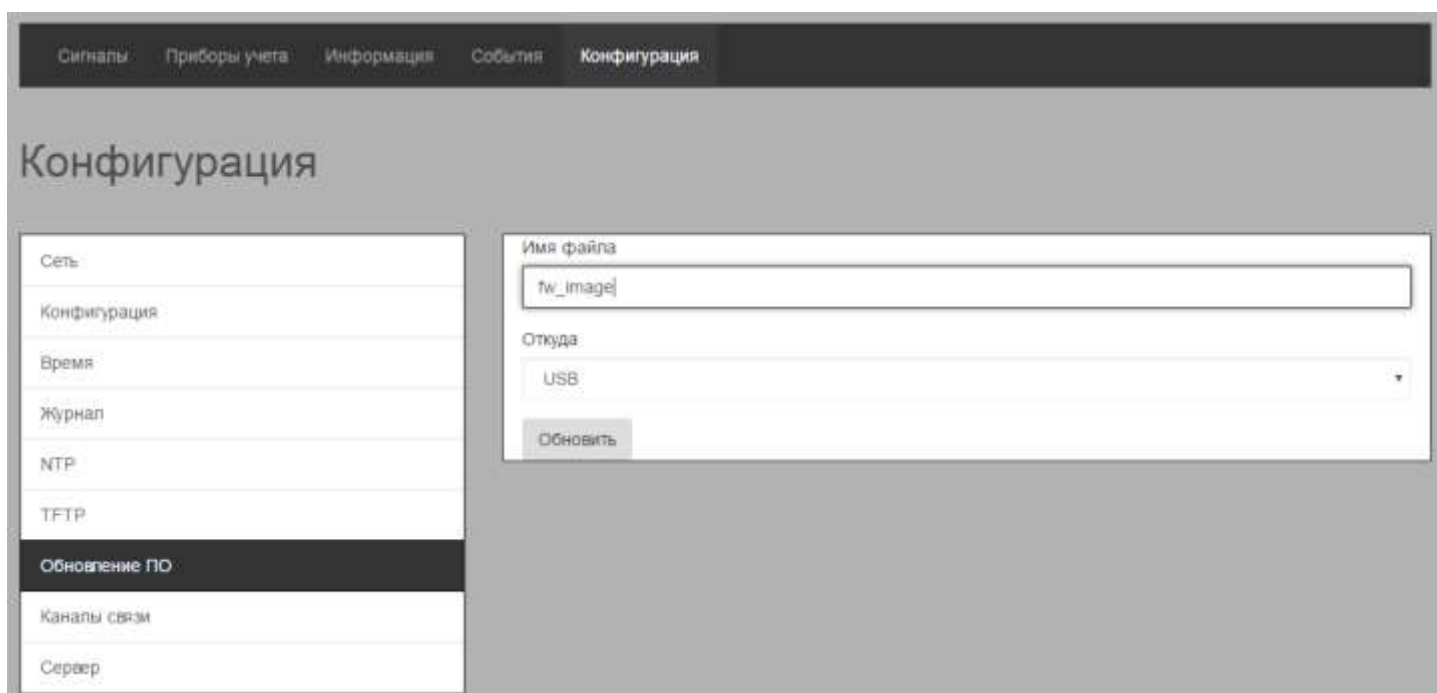 Сигналы Приборы учета Информация События Конфигурация
Конфигурация
Сеть
Конфигурация
Время
Журнал
NTP
TFTP
Обновление ПО
Каналы связи
Сервер
Имя файла
fw_image
Откуда
USB
Обновить